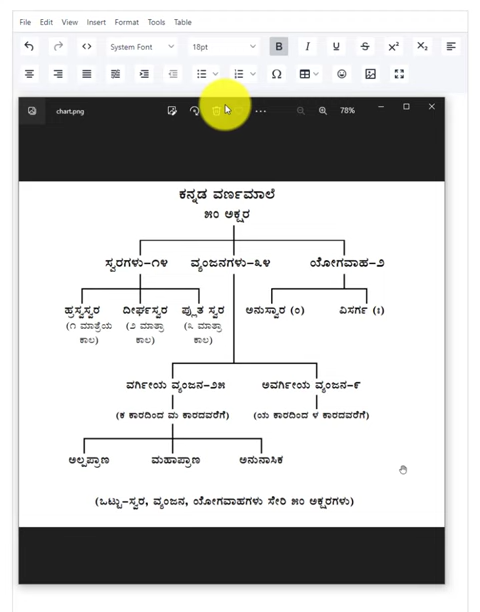 File Edit View Insert Format Tools Table
System Font 18pt B I U S X² X₂
chart.png 78%
ಕನ್ನಡ ವರ್ಣಮಾಲೆ
೫೦ ಅಕ್ಷರ
ಸ್ವರಗಳು-೧೪ ವ್ಯಂಜನಗಳು-೩೪ ಯೋಗವಾಹ-೨
ಹ್ರಸ್ವಸ್ವರ ದೀರ್ಘಸ್ವರ ಪ್ಲುತ ಸ್ವರ ಅನುಸ್ವಾರ (ಂ) ವಿಸರ್ಗ (ಃ)
(೧ ಮಾತ್ರೆಯ (೨ ಮಾತ್ರಾ (೩ ಮಾತ್ರಾ
ಕಾಲ) ಕಾಲ) ಕಾಲ)
ವರ್ಗೀಯ ವ್ಯಂಜನ-೨೫ ಅವರ್ಗೀಯ ವ್ಯಂಜನ-೯
(ಕ ಕಾರದಿಂದ ಮ ಕಾರದವರೆಗೆ) (ಯ ಕಾರದಿಂದ ಳ ಕಾರದವರೆಗೆ)
ಅಲ್ಪಪ್ರಾಣ ಮಹಾಪ್ರಾಣ ಅನುನಾಸಿಕ
(ಒಟ್ಟು-ಸ್ವರ, ವ್ಯಂಜನ, ಯೋಗವಾಹಗಳು ಸೇರಿ ೫೦ ಅಕ್ಷರಗಳು)